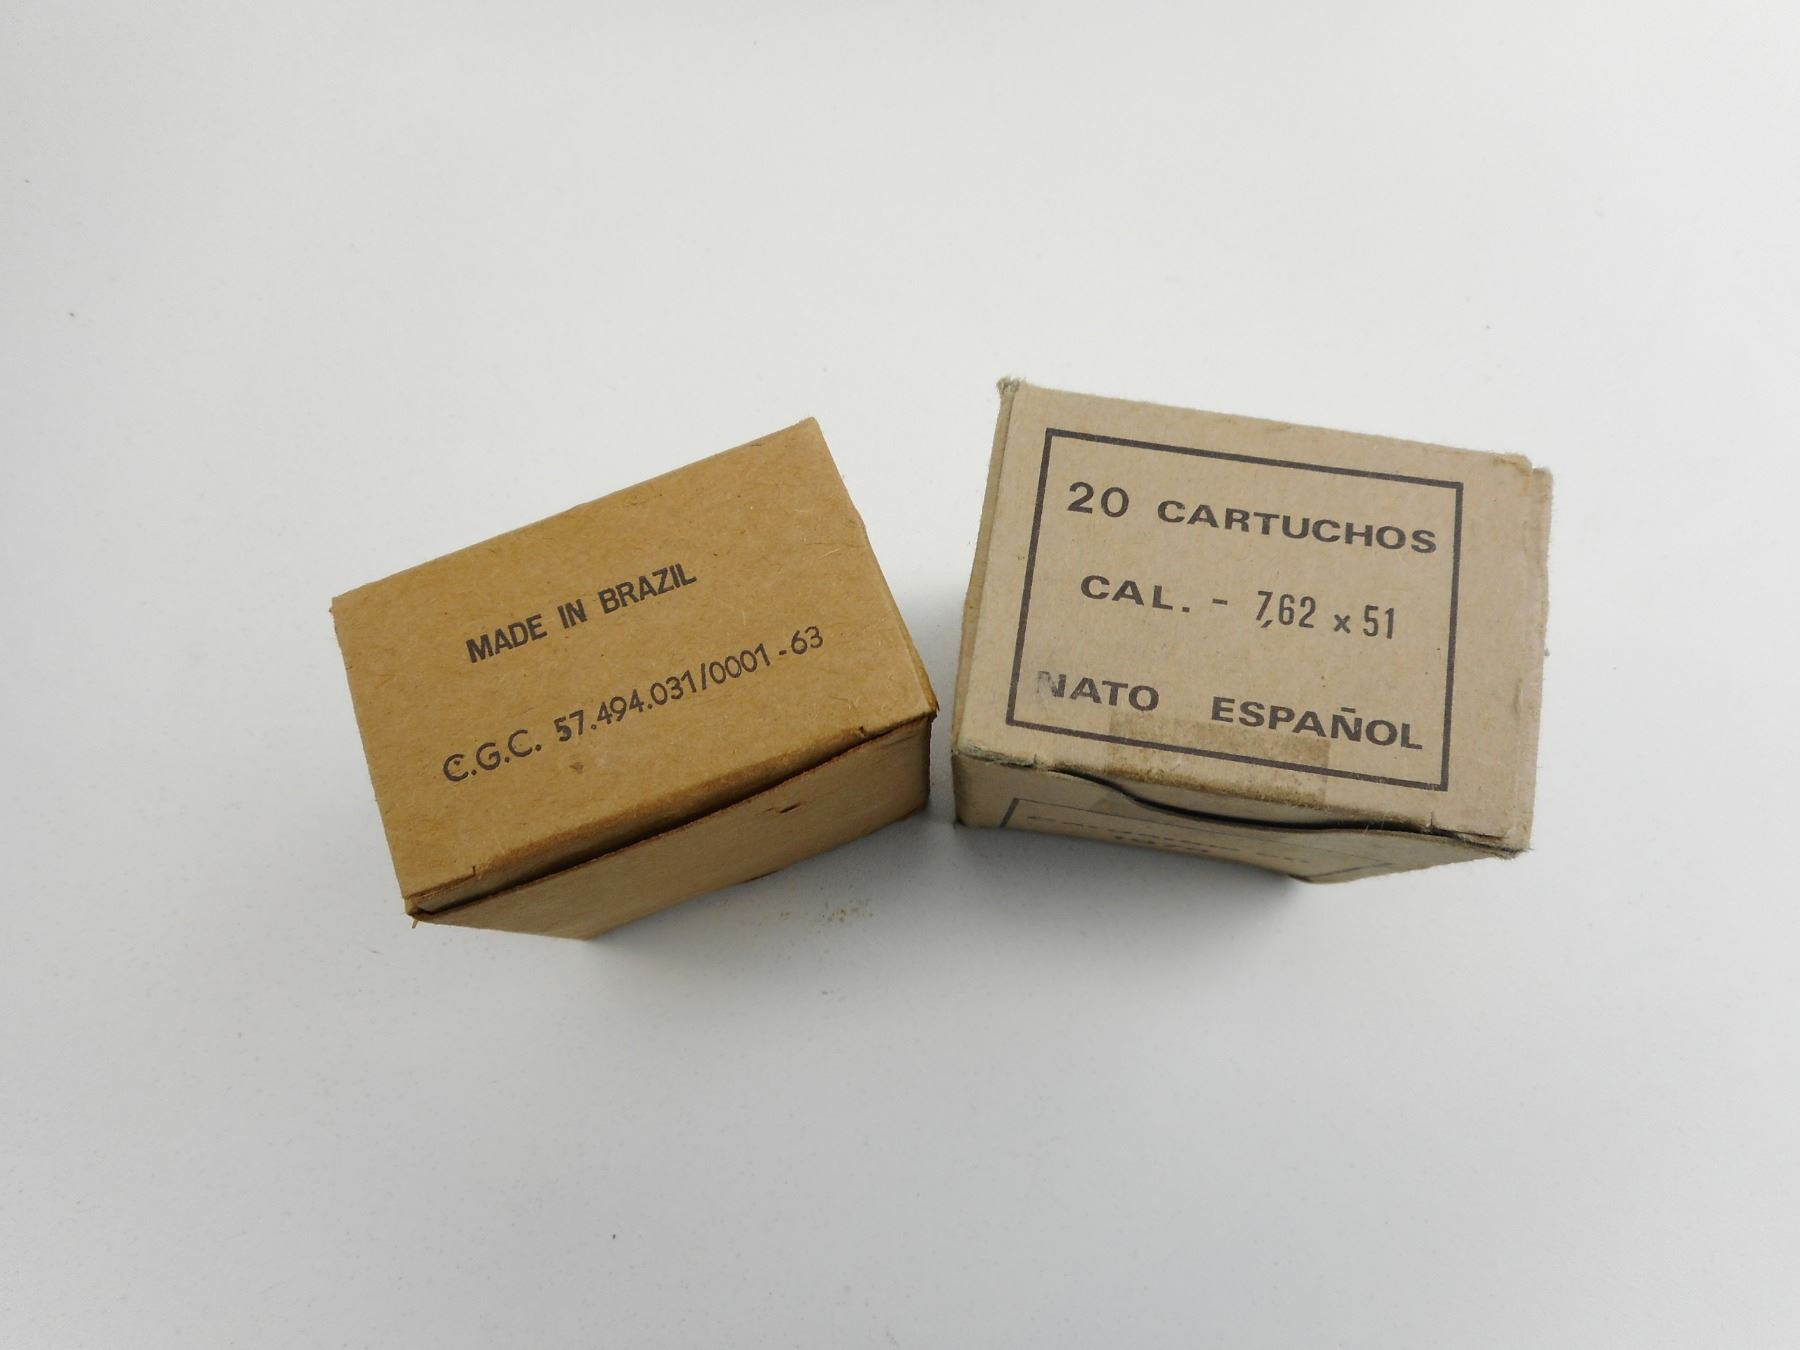 MADE IN BRAZIL
C.G.C. 57.494.031/0001-63
20 CARTUCHOS
CAL. - 7,62 x 51
NATO ESPAÑOL